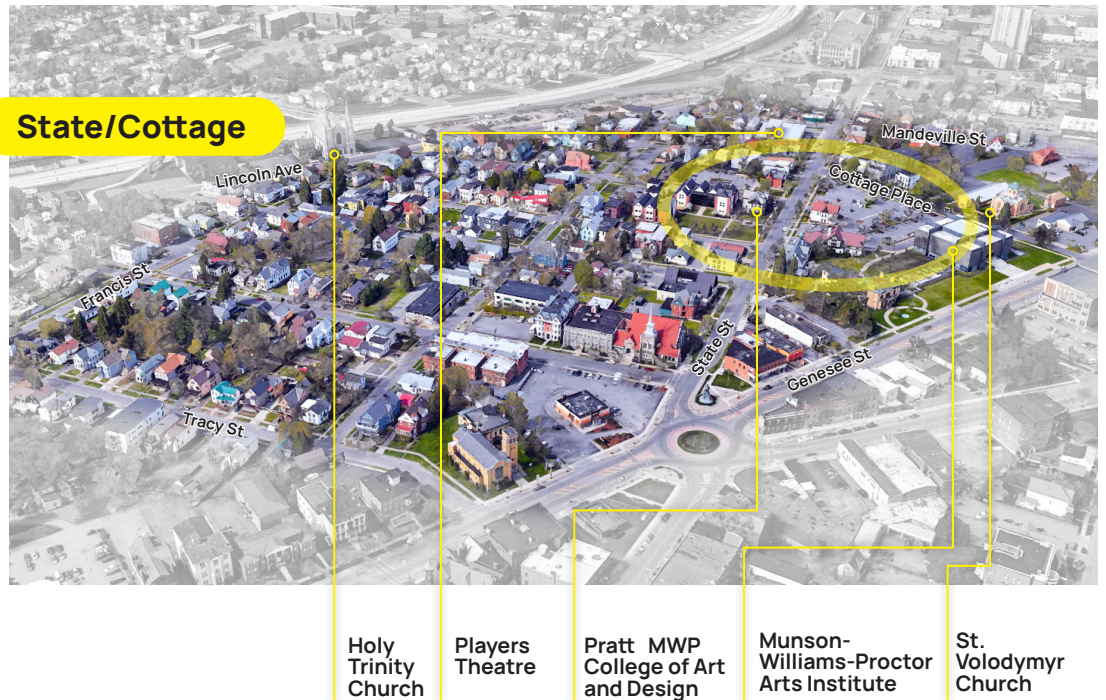 State/Cottage
Mandeville St
Lincoln Ave
Cottage Place
Francis St
State St
Genesee St
Tracy St
Holy
Trinity
Church
Players
Theatre
Pratt MWP
College of Art
and Design
Munson-
Williams-Proctor
Arts Institute
St.
Volodymyr
Church